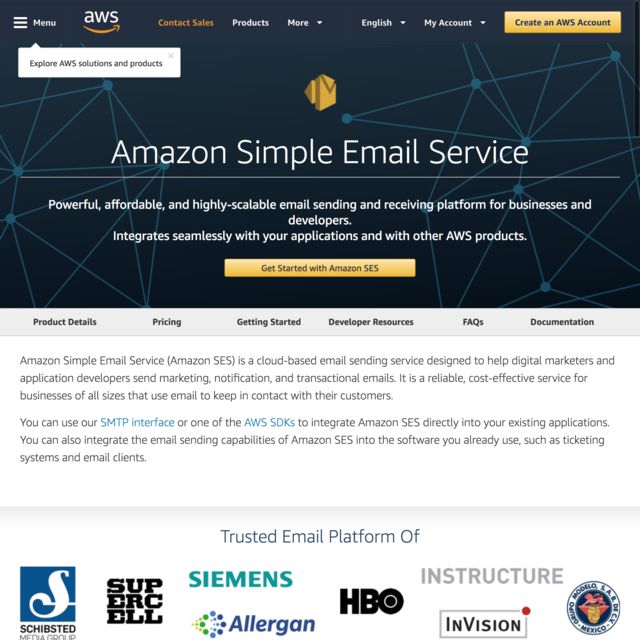 Menu
aws
Contact Sales
Products
More
English
My Account
Create an AWS Account
Explore AWS solutions and products
Amazon Simple Email Service
Powerful, affordable, and highly-scalable email sending and receiving platform for businesses and
developers.
Integrates seamlessly with your applications and with other AWS products.
Get Started with Amazon SES
Product Details
Pricing
Getting Started
Developer Resources
FAQs
Documentation
Amazon Simple Email Service (Amazon SES) is a cloud-based email sending service designed to help digital marketers and
application developers send marketing, notification, and transactional emails. It is a reliable, cost-effective service for
businesses of all sizes that use email to keep in contact with their customers.
You can use our SMTP interface or one of the AWS SDKs to integrate Amazon SES directly into your existing applications.
You can also integrate the email sending capabilities of Amazon SES into the software you already use, such as ticketing
systems and email clients.
Trusted Email Platform Of
S
SCHIBSTED
MEDIA GROUP
SUP
ERC
ELL
SIEMENS
Allergan
HBO
INSTRUCTURE
INVISION
GRUPO MODELO, S.A.B. DE C.V.
MEXICO